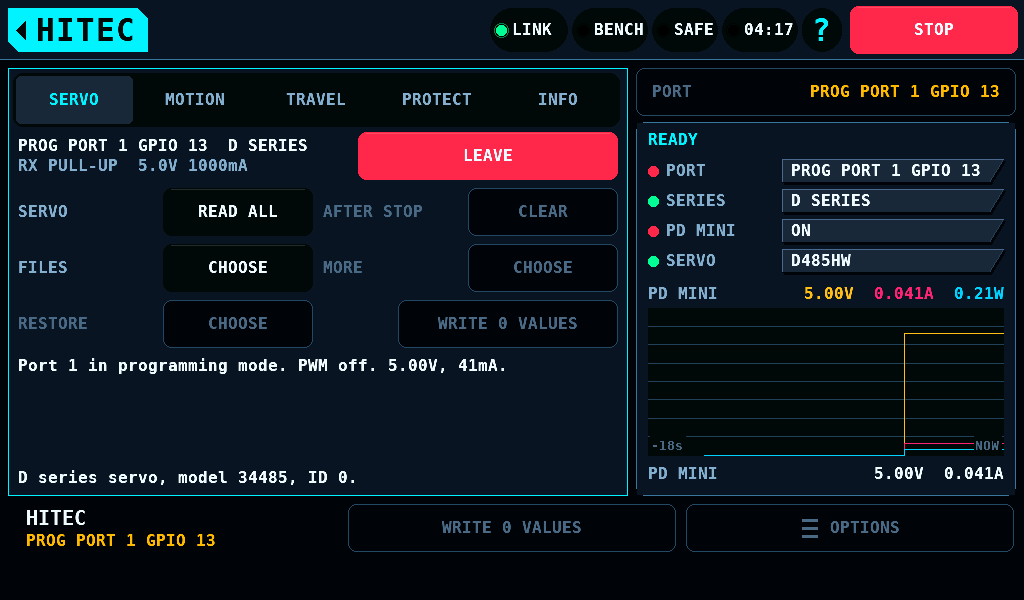 HITEC
LINK
BENCH
SAFE
04:17
?
STOP
SERVO
MOTION
TRAVEL
PROTECT
INFO
PROG PORT 1 GPIO 13  D SERIES
RX PULL-UP  5.0V 1000mA
LEAVE
SERVO
READ ALL
AFTER STOP
CLEAR
FILES
CHOOSE
MORE
CHOOSE
RESTORE
CHOOSE
WRITE 0 VALUES
Port 1 in programming mode. PWM off. 5.00V, 41mA.
D series servo, model 34485, ID 0.
PORT
PROG PORT 1 GPIO 13
READY
PORT
PROG PORT 1 GPIO 13
SERIES
D SERIES
PD MINI
ON
SERVO
D485HW
PD MINI
5.00V 0.041A 0.21W
-18s
NOW
PD MINI
5.00V 0.041A
HITEC
PROG PORT 1 GPIO 13
WRITE 0 VALUES
OPTIONS